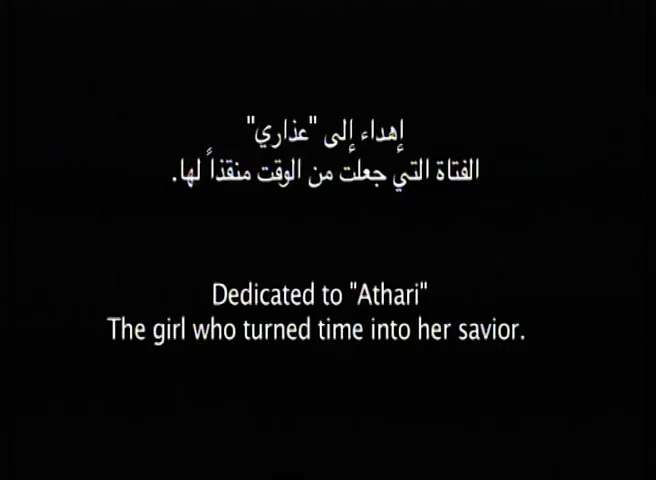 إهداء إلى "عذاري"
الفتاة التي جعلت من الوقت منقذاً لها.
Dedicated to "Athari"
The girl who turned time into her savior.